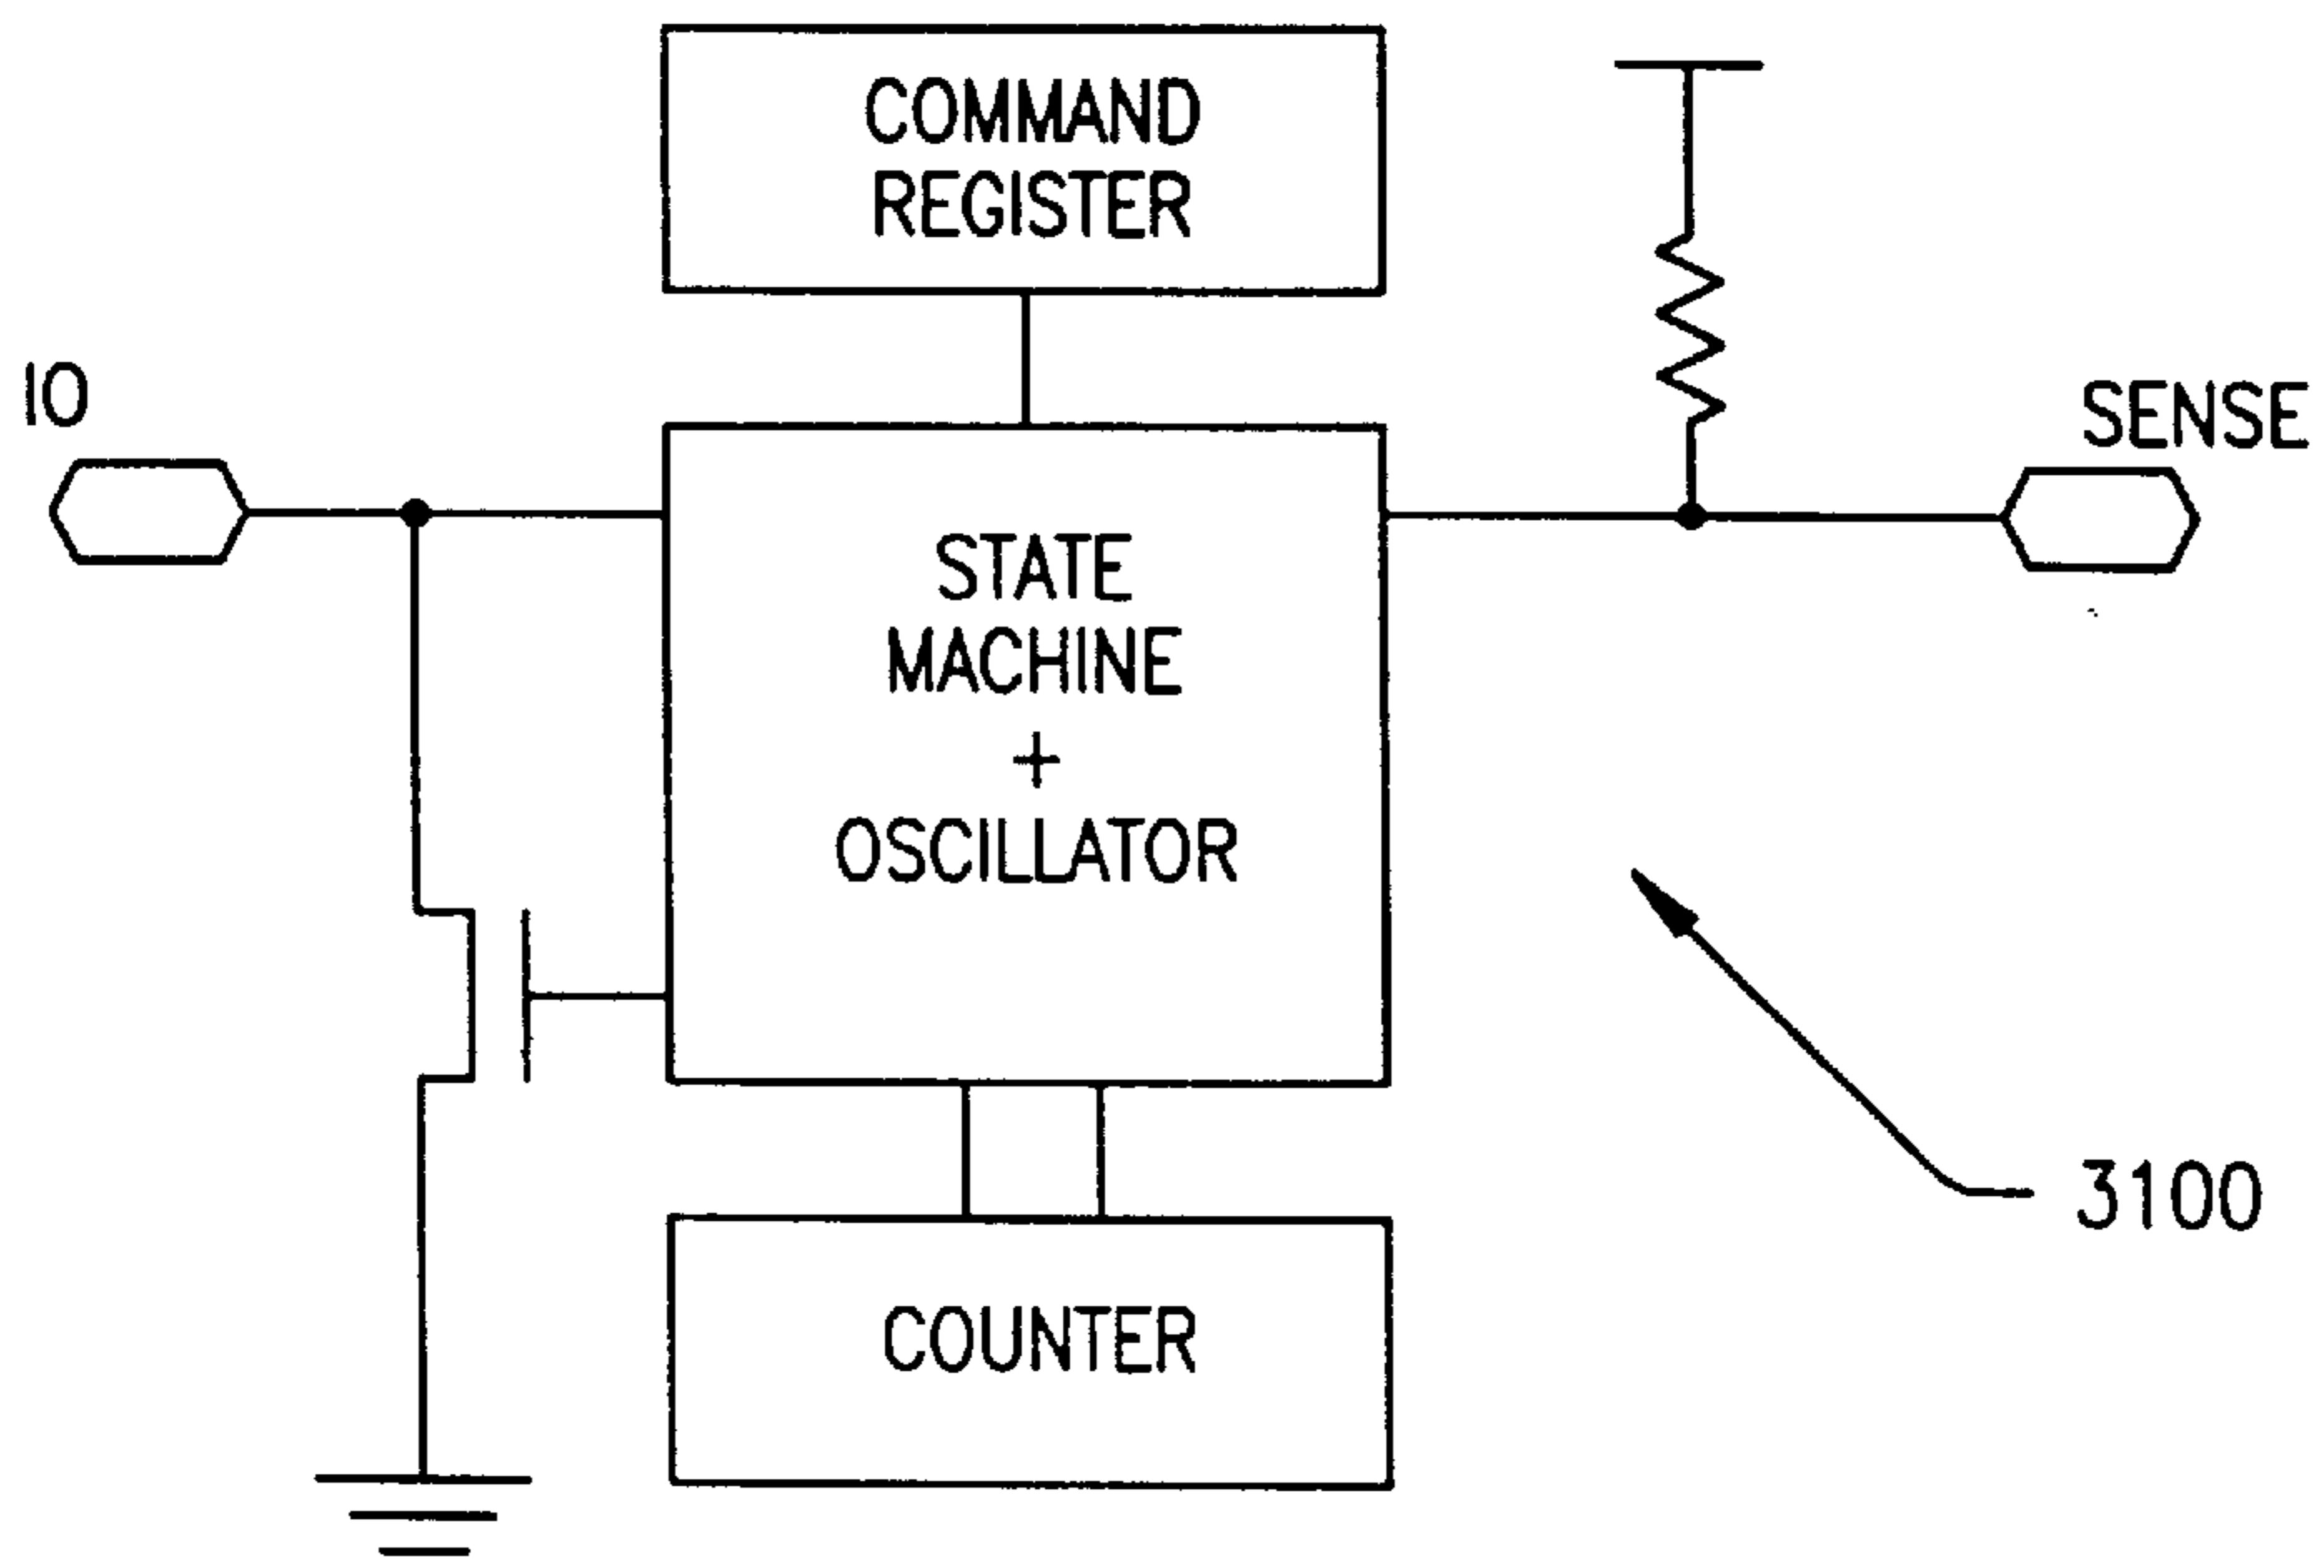 COMMAND
REGISTER
IO
SENSE
STATE
MACHINE
+
OSCILLATOR
3100
COUNTER